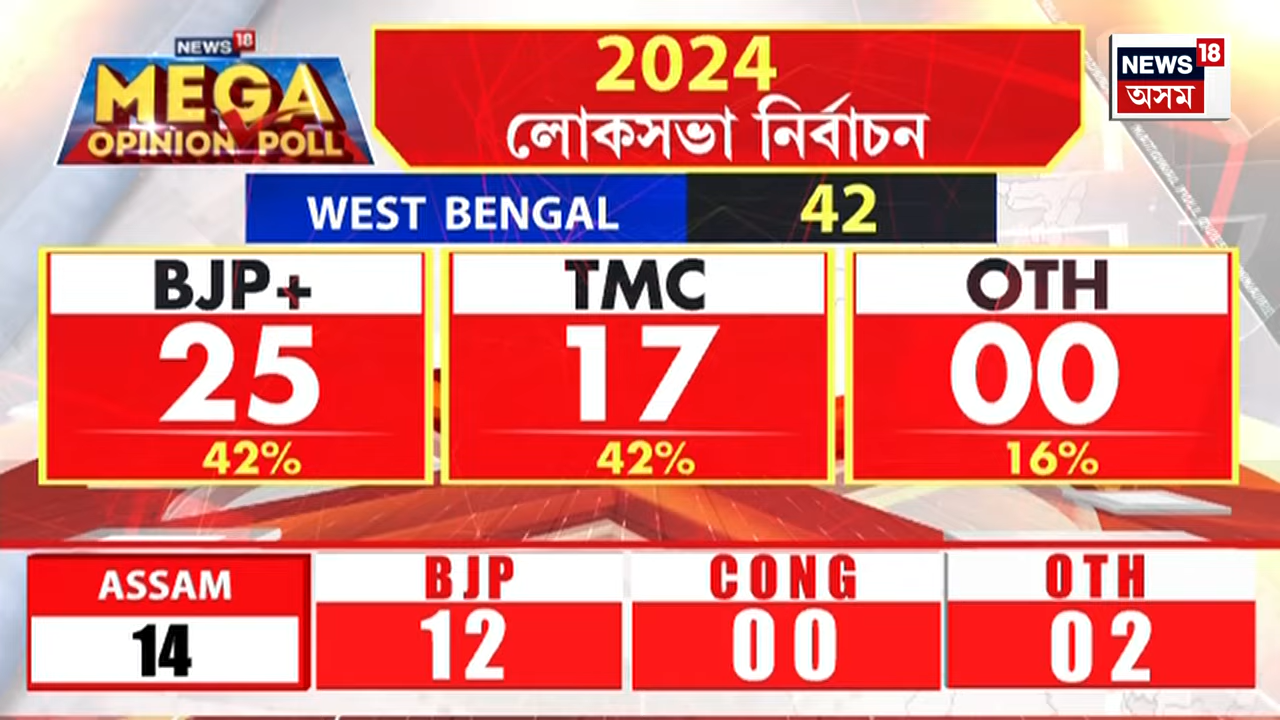 NEWS 18
MEGA
OPINION POLL
2024
লোকসভা নিৰ্বাচন
NEWS 18
অসম
WEST BENGAL 42
BJP+ TMC OTH
25 17 00
42% 42% 16%
ASSAM BJP CONG OTH
14 12 00 02